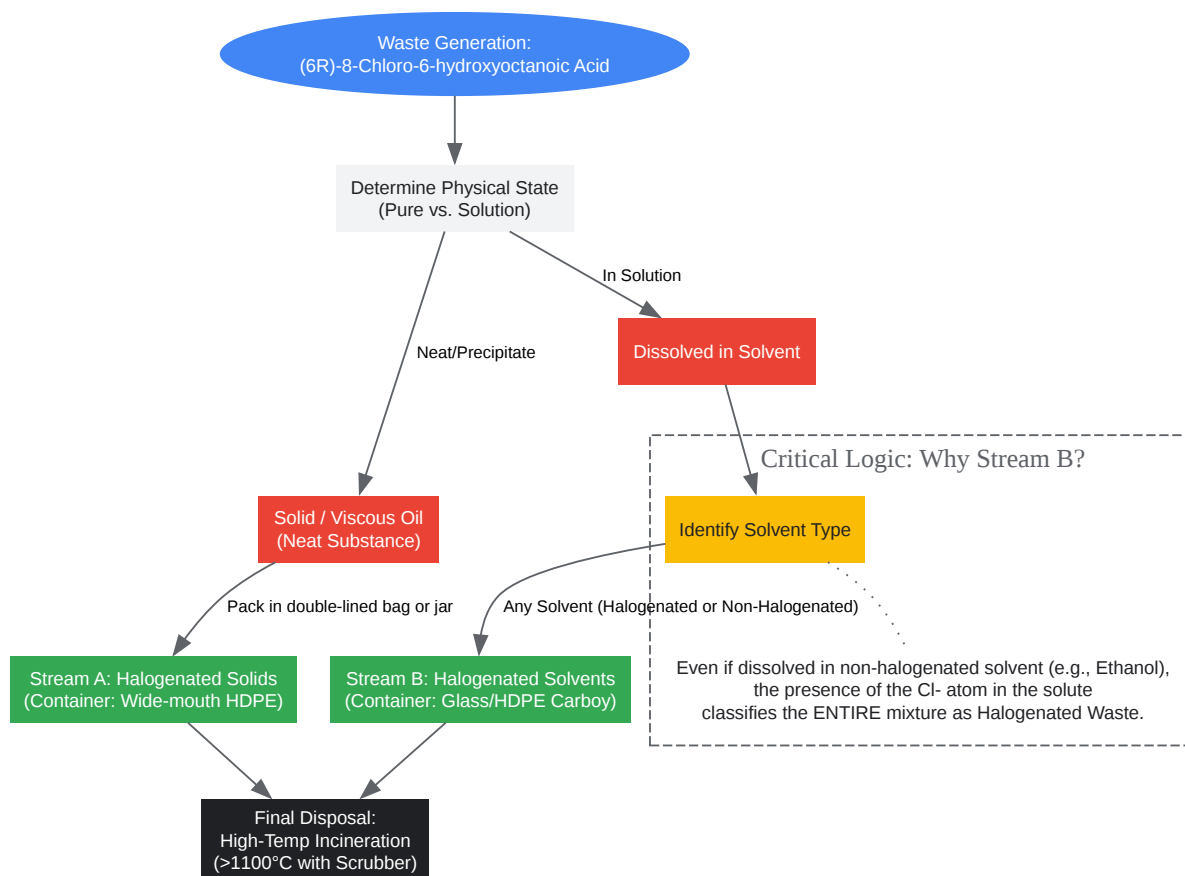 Waste Generation:
(6R)-8-Chloro-6-hydroxyoctanoic Acid
Determine Physical State
(Pure vs. Solution)
In Solution
Neat/Precipitate
Dissolved in Solvent
Critical Logic: Why Stream B?
Solid / Viscous Oil
(Neat Substance)
Identify Solvent Type
Pack in double-lined bag or jar
Any Solvent (Halogenated or Non-Halogenated)
Stream A: Halogenated Solids
(Container: Wide-mouth HDPE)
Stream B: Halogenated Solvents
(Container: Glass/HDPE Carboy)
Even if dissolved in non-halogenated solvent (e.g., Ethanol),
the presence of the Cl- atom in the solute
classifies the ENTIRE mixture as Halogenated Waste.
Final Disposal:
High-Temp Incineration
(>1100°C with Scrubber)